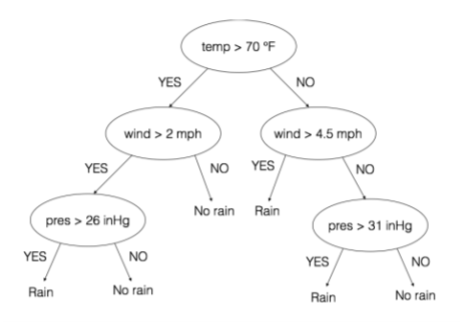 temp > 70 ºF
YES
NO
wind > 2 mph
wind > 4.5 mph
YES
NO
YES
NO
pres > 26 inHg
No rain
Rain
pres > 31 inHg
YES
NO
YES
NO
Rain
No rain
Rain
No rain